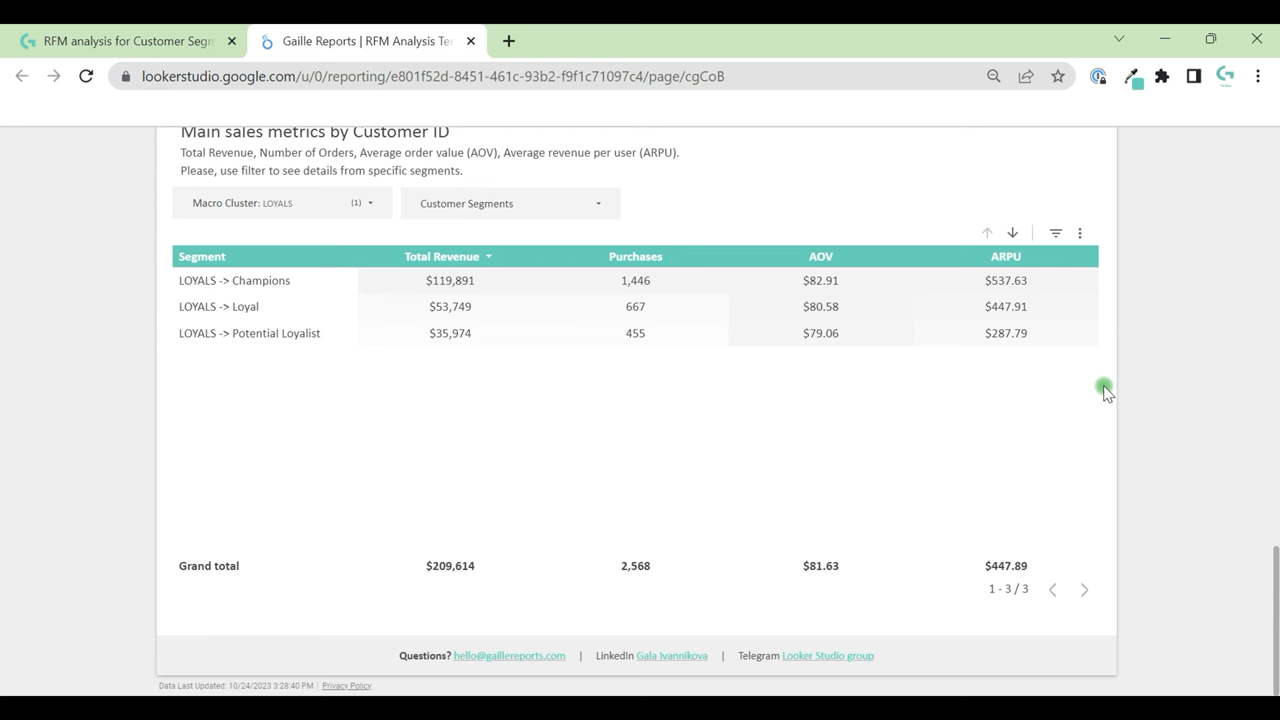 RFM analysis for Customer Segn
Gaille Reports | RFM Analysis Ter
lookerstudio.google.com/u/0/reporting/e801f52d-8451-461c-93b2-f9f1c71097c4/page/cgCoB
Main sales metrics by Customer ID
Total Revenue, Number of Orders, Average order value (AOV), Average revenue per user (ARPU).
Please, use filter to see details from specific segments.
Macro Cluster: LOYALS (1) Customer Segments
Segment Total Revenue Purchases AOV ARPU
LOYALS -> Champions $119,891 1,446 $82.91 $537.63
LOYALS -> Loyal $53,749 667 $80.58 $447.91
LOYALS -> Potential Loyalist $35,974 455 $79.06 $287.79
Grand total $209,614 2,568 $81.63 $447.89
1 - 3 / 3
Questions? hello@gaillereports.com | LinkedIn Gala Ivannikova | Telegram Looker Studio group
Data Last Updated: 10/24/2023 3:28:40 PM | Privacy Policy